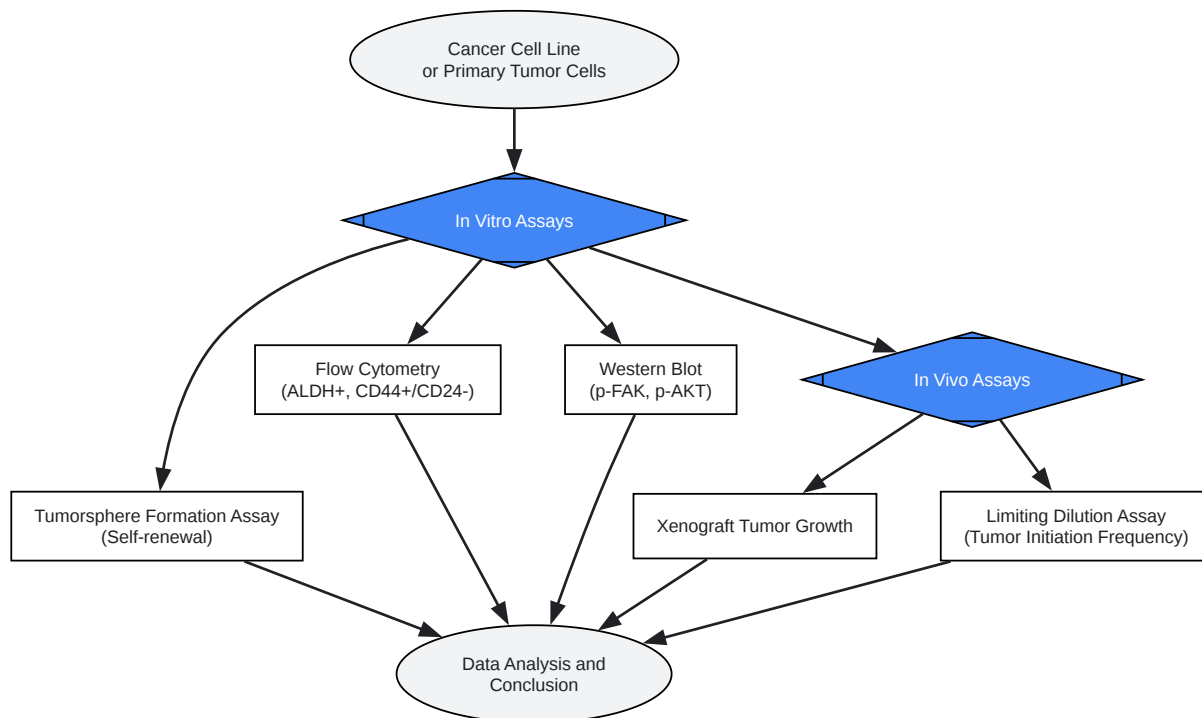 Cancer Cell Line
or Primary Tumor Cells
In Vitro Assays
Flow Cytometry
(ALDH+, CD44+/CD24-)
Western Blot
(p-FAK, p-AKT)
In Vivo Assays
Tumorsphere Formation Assay
(Self-renewal)
Xenograft Tumor Growth
Limiting Dilution Assay
(Tumor Initiation Frequency)
Data Analysis and
Conclusion